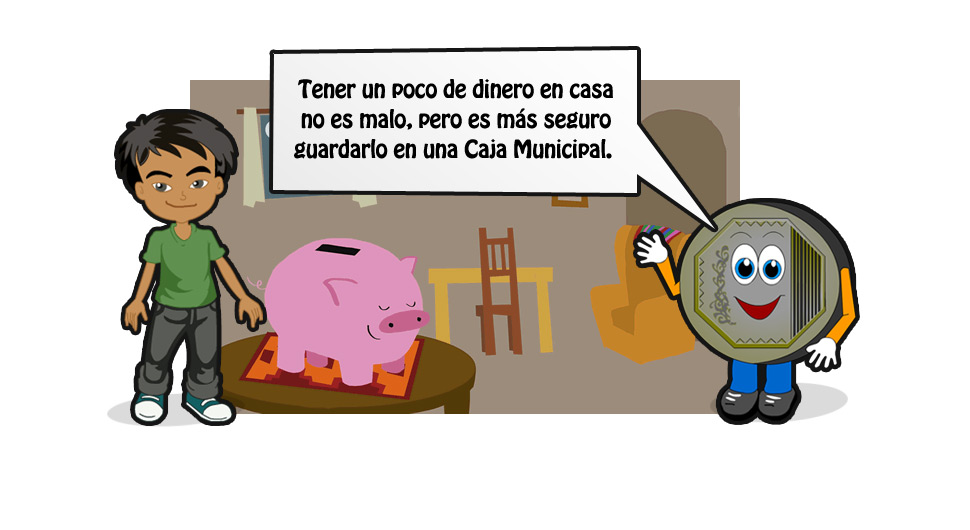 Tener un poco de dinero en casa
no es malo, pero es más seguro
guardarlo en una Caja Municipal.